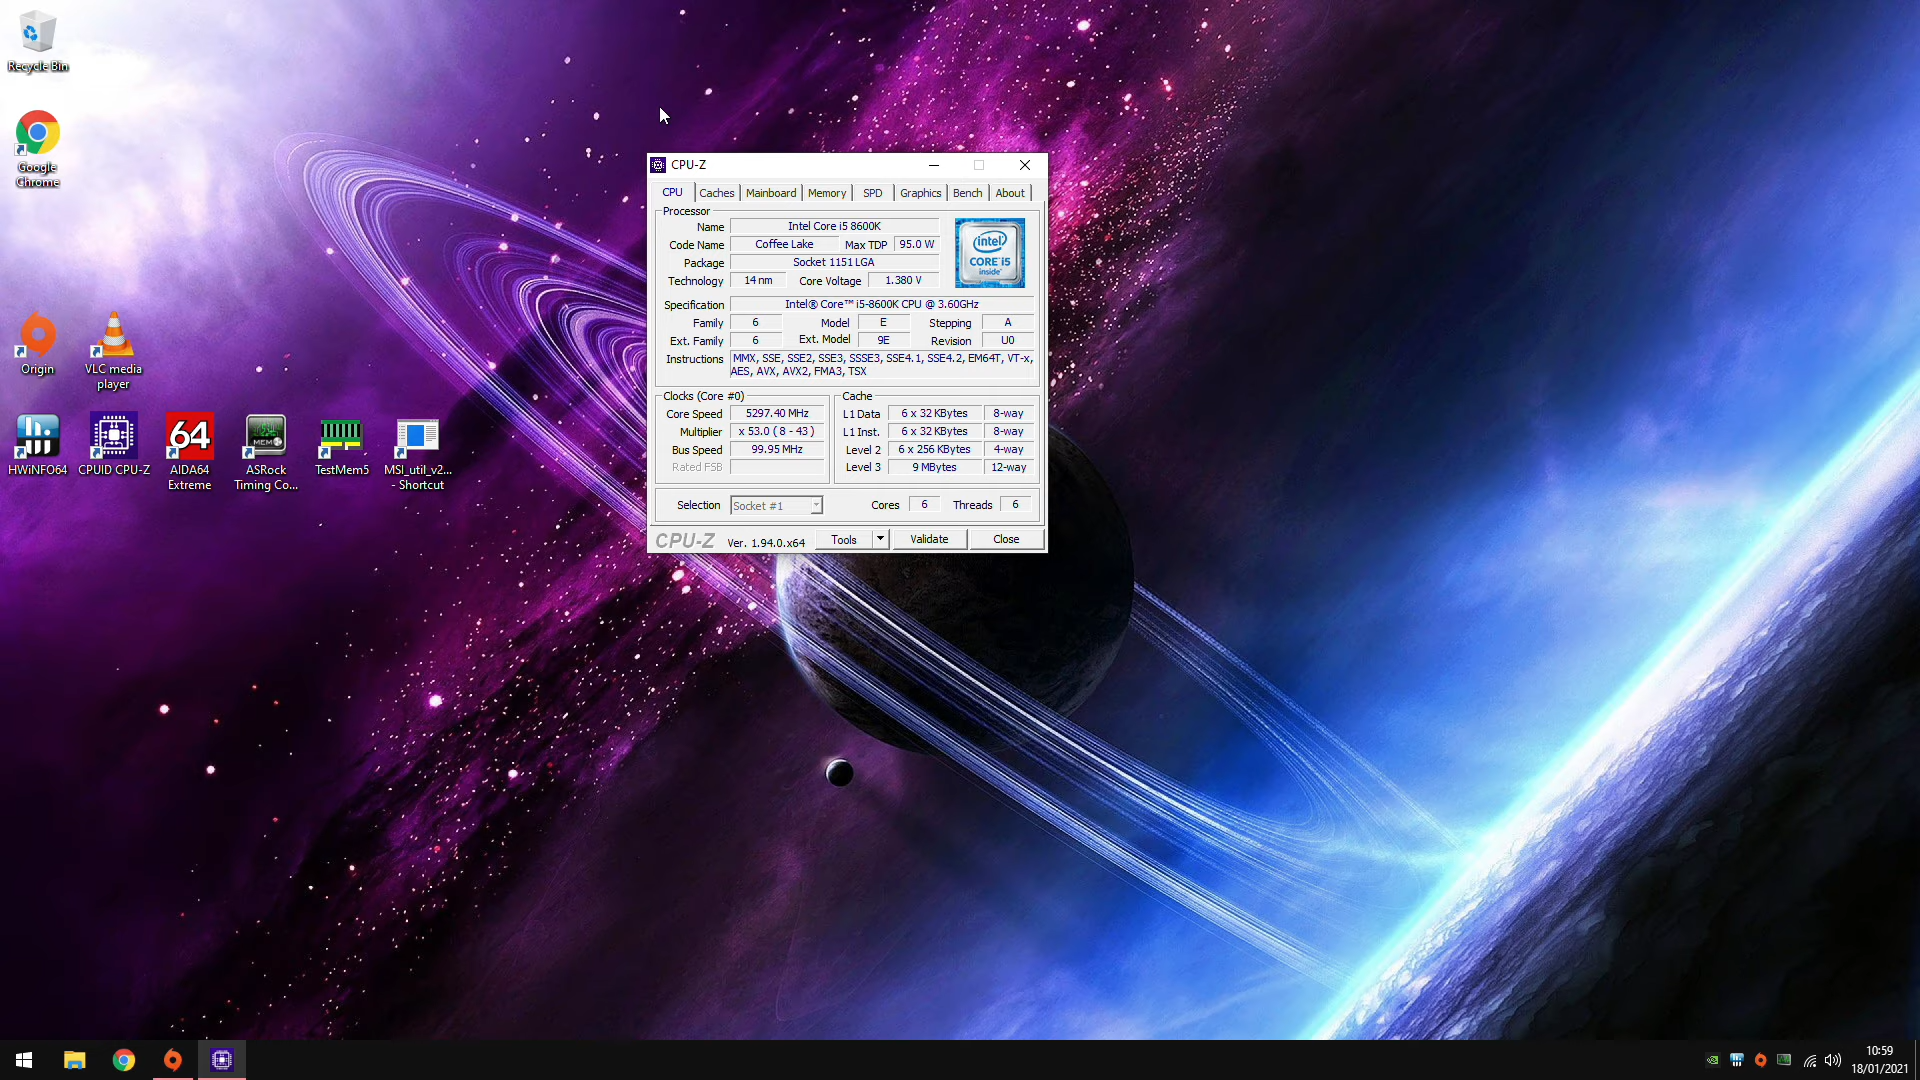 Recycle Bin
Google
Chrome
Origin
VLC media
player
HWiNFO64
CPUID CPU-Z
64
AIDA64
Extreme
MEM
ASRock
Timing Co...
TestMem5
MSI_util_v2...
- Shortcut
CPU-Z
CPU Caches Mainboard Memory SPD Graphics Bench About
Processor
Name Intel Core i5 8600K
Code Name Coffee Lake Max TDP 95.0 W
Package Socket 1151 LGA
Technology 14 nm Core Voltage 1.380 V
intel
CORE i5
inside™
Specification Intel® Core™ i5-8600K CPU @ 3.60GHz
Family 6 Model E Stepping A
Ext. Family 6 Ext. Model 9E Revision U0
Instructions MMX, SSE, SSE2, SSE3, SSSE3, SSE4.1, SSE4.2, EM64T, VT-x,
AES, AVX, AVX2, FMA3, TSX
Clocks (Core #0)
Core Speed 5297.40 MHz
Multiplier x 53.0 ( 8 - 43 )
Bus Speed 99.95 MHz
Rated FSB
Cache
L1 Data 6 x 32 KBytes 8-way
L1 Inst. 6 x 32 KBytes 8-way
Level 2 6 x 256 KBytes 4-way
Level 3 9 MBytes 12-way
Selection Socket #1 Cores 6 Threads 6
CPU-Z Ver. 1.94.0.x64 Tools Validate Close
10:59
18/01/2021